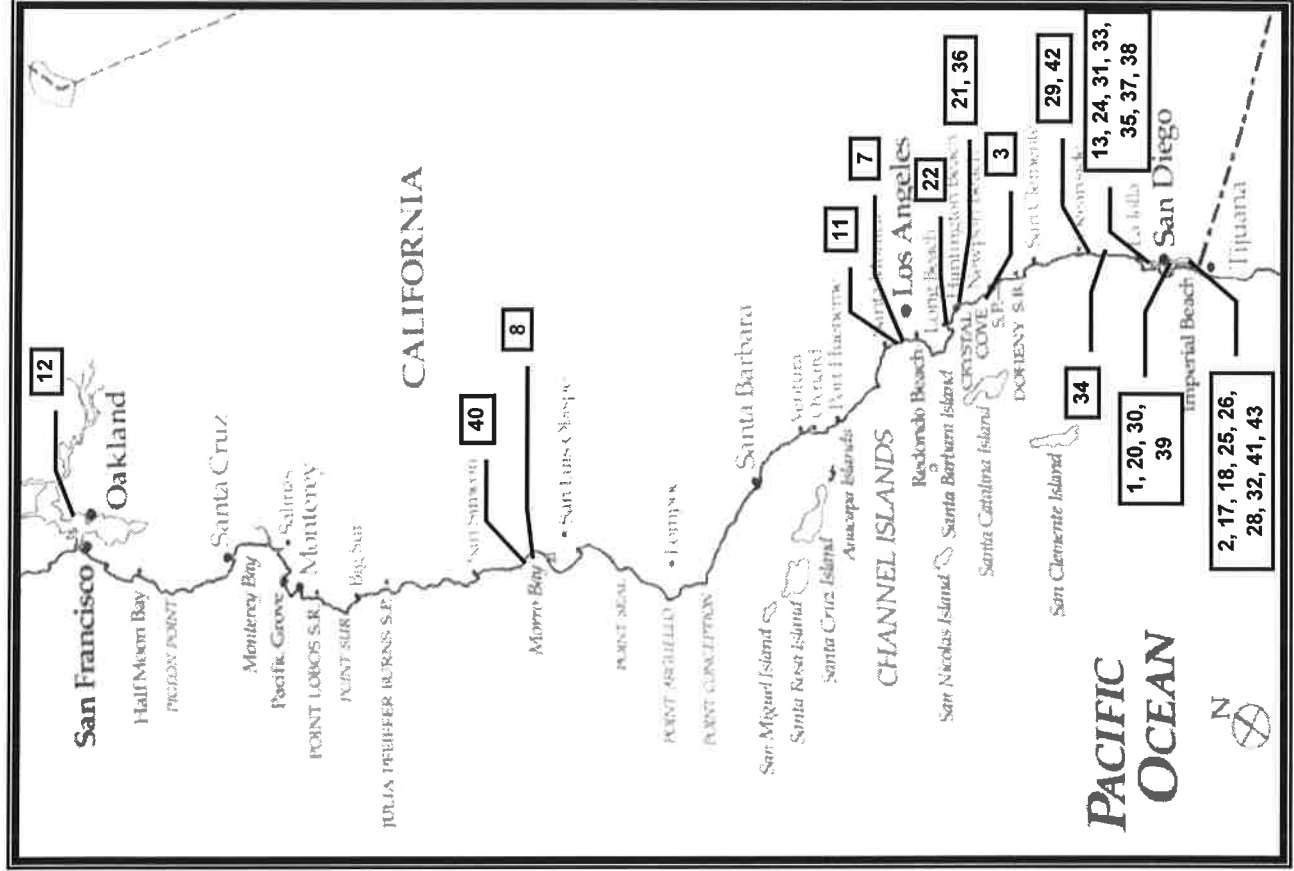 12
San Francisco
Oakland
Half Moon Bay
PIGEON POINT
Santa Cruz
Monterey Bay
Salinas
Pacific Grove
Monterey
POINT LOBOS S.R.
POINT SUR
Big Sur
JULIA PFEIFFER BURNS S.P.
CALIFORNIA
San Simeon
40
8
Morro Bay
San Luis Obispo
POINT SEAL
Lompoc
POINT ARGUELLO
POINT CONCEPTION
Santa Barbara
San Miguel Island
Santa Rosa Island
Santa Cruz Island
Ventura
Oxnard
Port Hueneme
Anacapa Islands
CHANNEL ISLANDS
11
7
Los Angeles
Redondo Beach
22
Long Beach
San Nicolas Island
Santa Barbara Island
Huntington Beach
21, 36
Newport Beach
CRYSTAL
COVE
S.P.
3
Santa Catalina Island
DOHENY S.B.
San Clemente
San Clemente Island
29, 42
34
13, 24, 31, 33,
35, 37, 38
La Jolla
San Diego
1, 20, 30,
39
Imperial Beach
2, 17, 18, 25, 26,
28, 32, 41, 43
Tijuana
PACIFIC
OCEAN
N